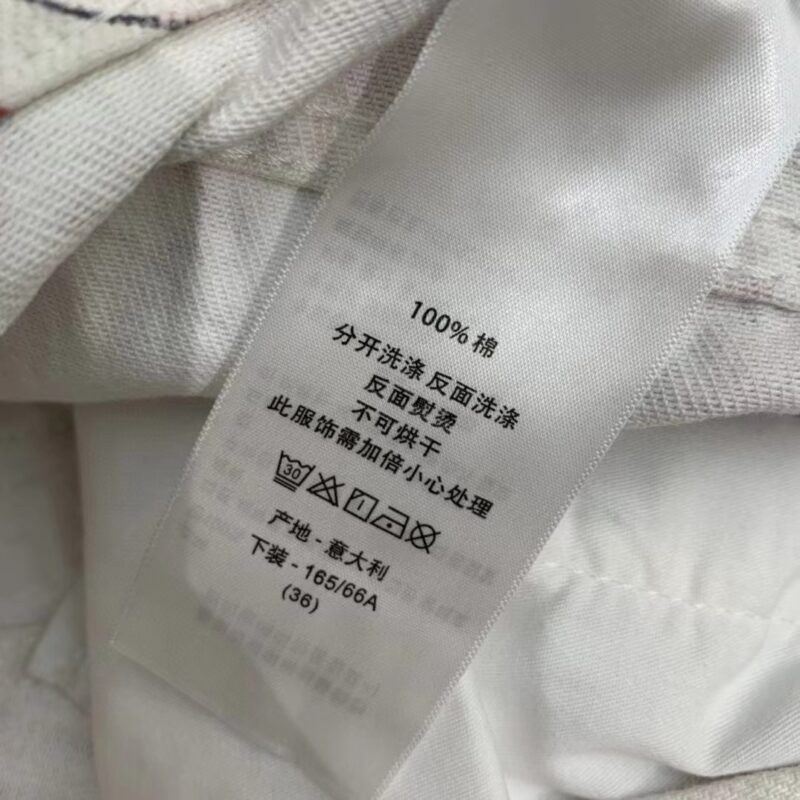 100% 棉
分开洗涤 反面洗涤
反面熨烫
不可烘干
此服饰需加倍小心处理
30
产地 - 意大利
下装 - 165/66A
(36)